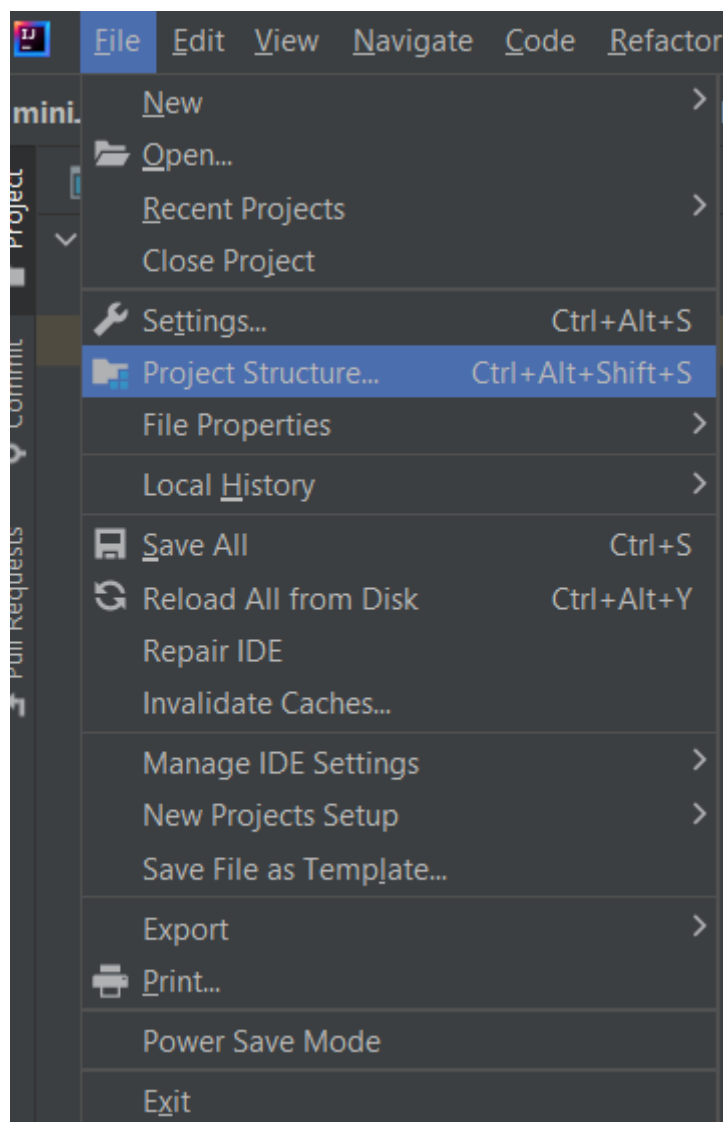 IJ
File Edit View Navigate Code Refactor
mini.
New
Open...
Recent Projects
Close Project
Settings... Ctrl+Alt+S
Project Structure... Ctrl+Alt+Shift+S
File Properties
Local History
Save All Ctrl+S
Reload All from Disk Ctrl+Alt+Y
Repair IDE
Invalidate Caches...
Manage IDE Settings
New Projects Setup
Save File as Template...
Export
Print...
Power Save Mode
Exit
Project
Commit
Pull Requests